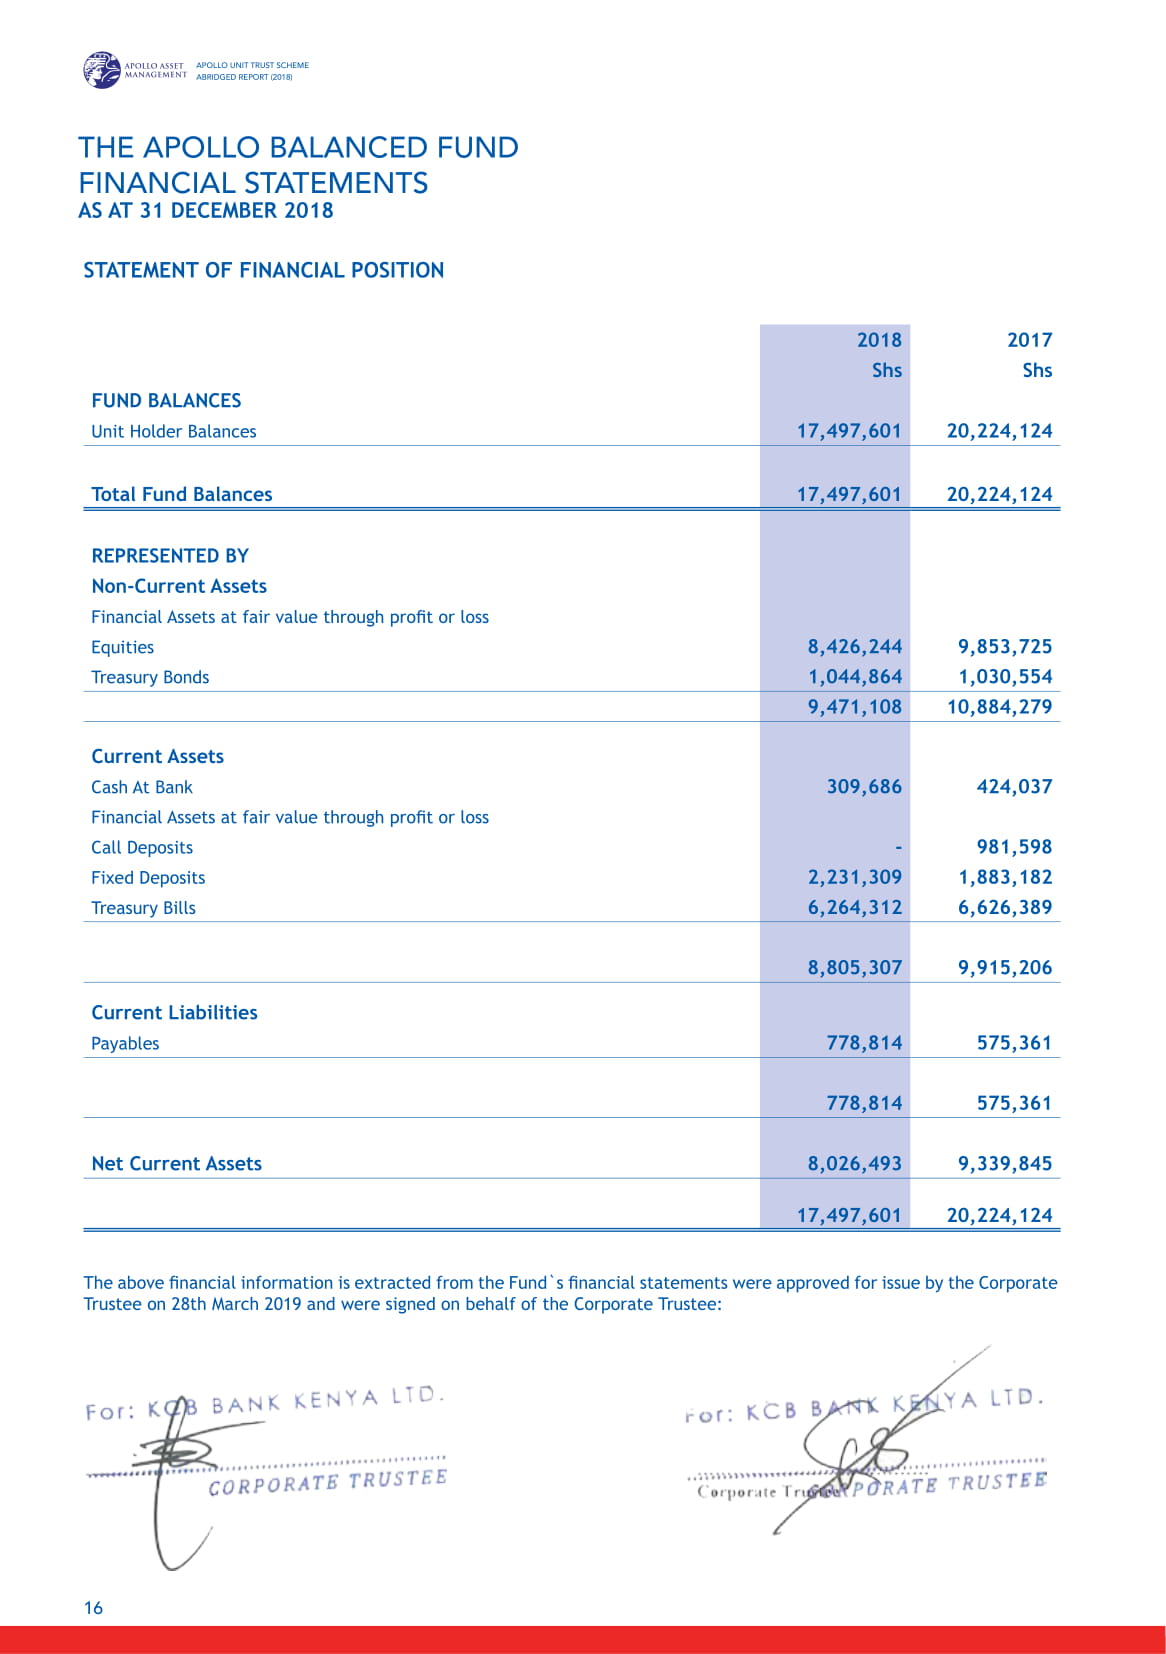 APOLLO ASSET
MANAGEMENT
APOLLO UNIT TRUST SCHEME
ABRIDGED REPORT (2018)
THE APOLLO BALANCED FUND
FINANCIAL STATEMENTS
AS AT 31 DECEMBER 2018
STATEMENT OF FINANCIAL POSITION
2018 2017
Shs Shs
FUND BALANCES
Unit Holder Balances 17,497,601 20,224,124
Total Fund Balances 17,497,601 20,224,124
REPRESENTED BY
Non-Current Assets
Financial Assets at fair value through profit or loss
Equities 8,426,244 9,853,725
Treasury Bonds 1,044,864 1,030,554
9,471,108 10,884,279
Current Assets
Cash At Bank 309,686 424,037
Financial Assets at fair value through profit or loss
Call Deposits - 981,598
Fixed Deposits 2,231,309 1,883,182
Treasury Bills 6,264,312 6,626,389
8,805,307 9,915,206
Current Liabilities
Payables 778,814 575,361
778,814 575,361
Net Current Assets 8,026,493 9,339,845
17,497,601 20,224,124
The above financial information is extracted from the Fund`s financial statements were approved for issue by the Corporate
Trustee on 28th March 2019 and were signed on behalf of the Corporate Trustee:
For: KCB BANK KENYA LTD. For: KCB BANK KENYA LTD.
CORPORATE TRUSTEE Corporate Trustee CORPORATE TRUSTEE
16